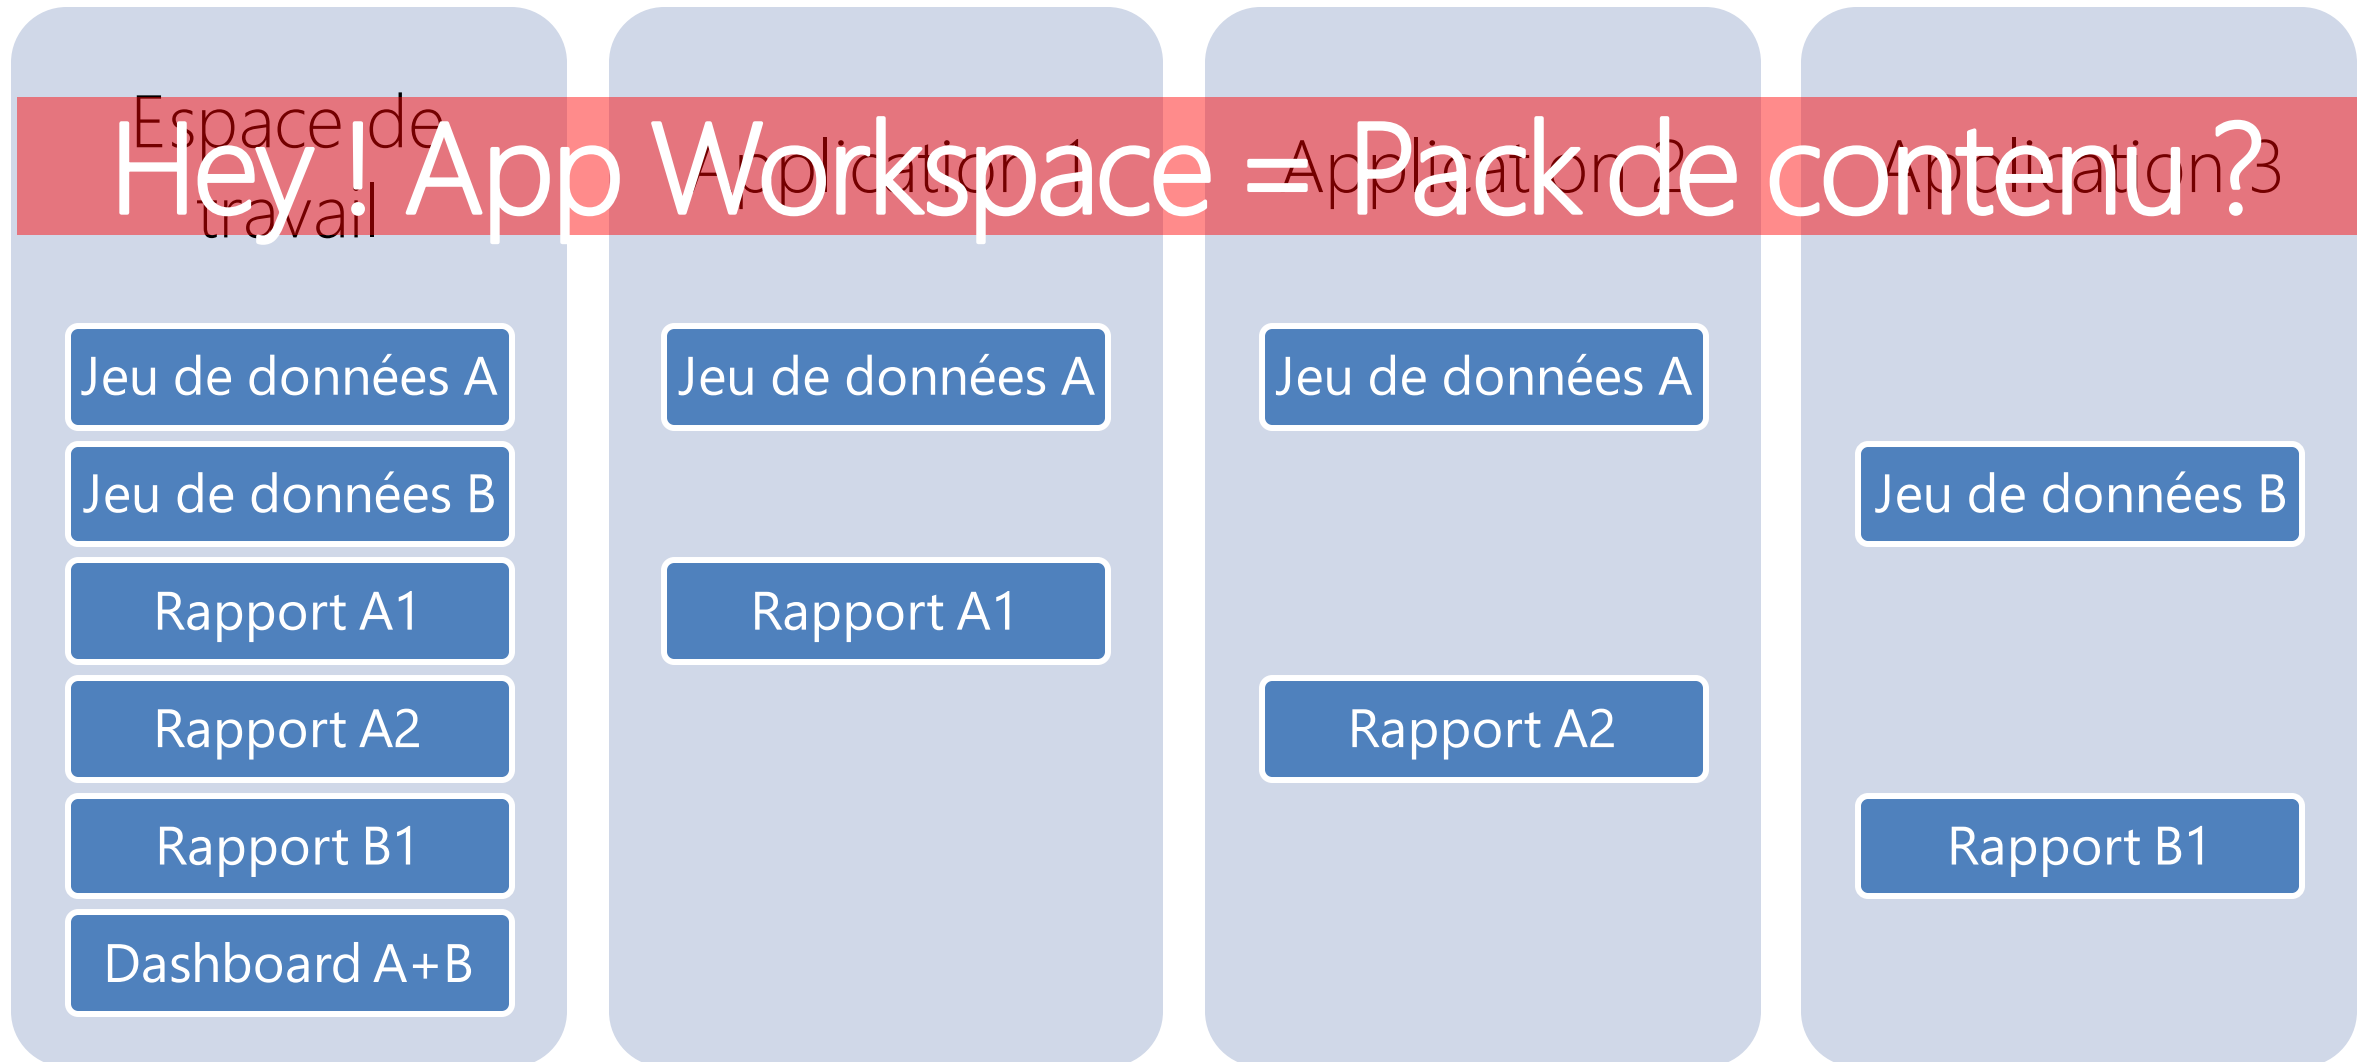 Espace de
travail
Application 1
Application 2
Application 3
Hey ! App Workspace = Pack de contenu ?
Jeu de données A
Jeu de données B
Rapport A1
Rapport A2
Rapport B1
Dashboard A+B
Jeu de données A
Rapport A1
Jeu de données A
Rapport A2
Jeu de données B
Rapport B1